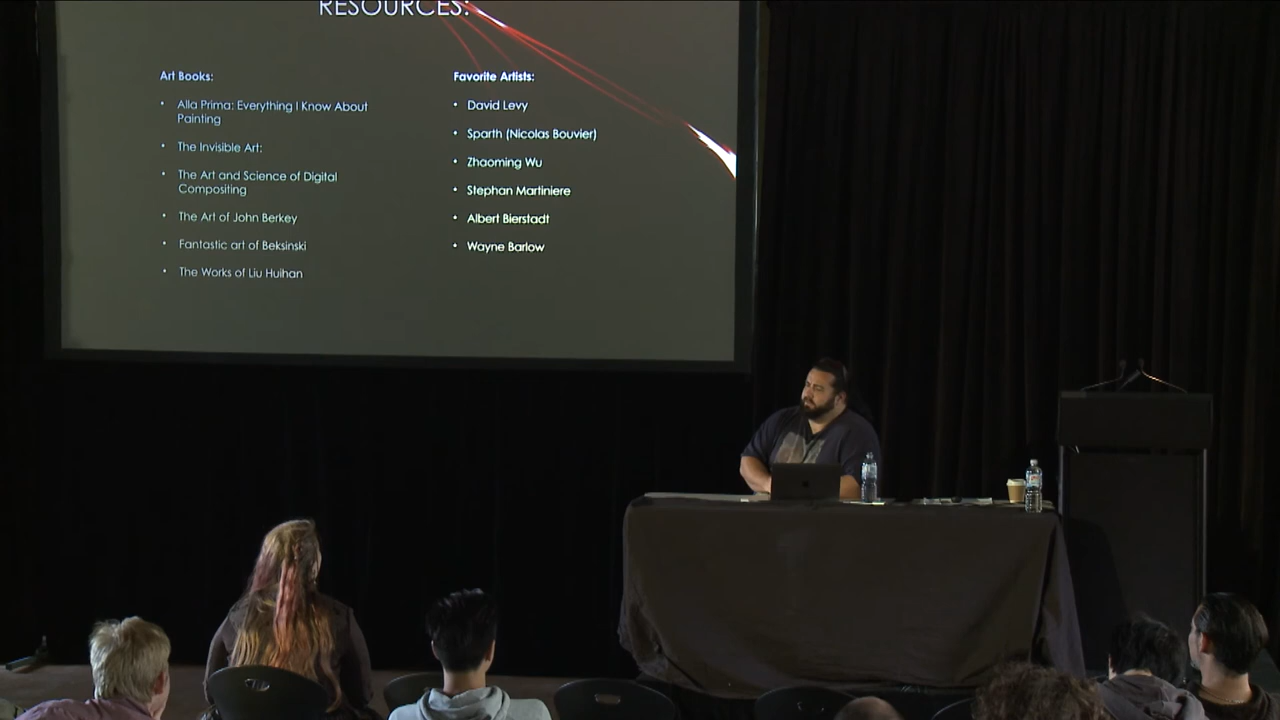 RESOURCES:
Art Books:
Alla Prima: Everything I Know About
Painting
The Invisible Art:
The Art and Science of Digital
Compositing
The Art of John Berkey
Fantastic art of Beksinski
The Works of Liu Huihan
Favorite Artists:
David Levy
Sparth (Nicolas Bouvier)
Zhaoming Wu
Stephan Martiniere
Albert Bierstadt
Wayne Barlow